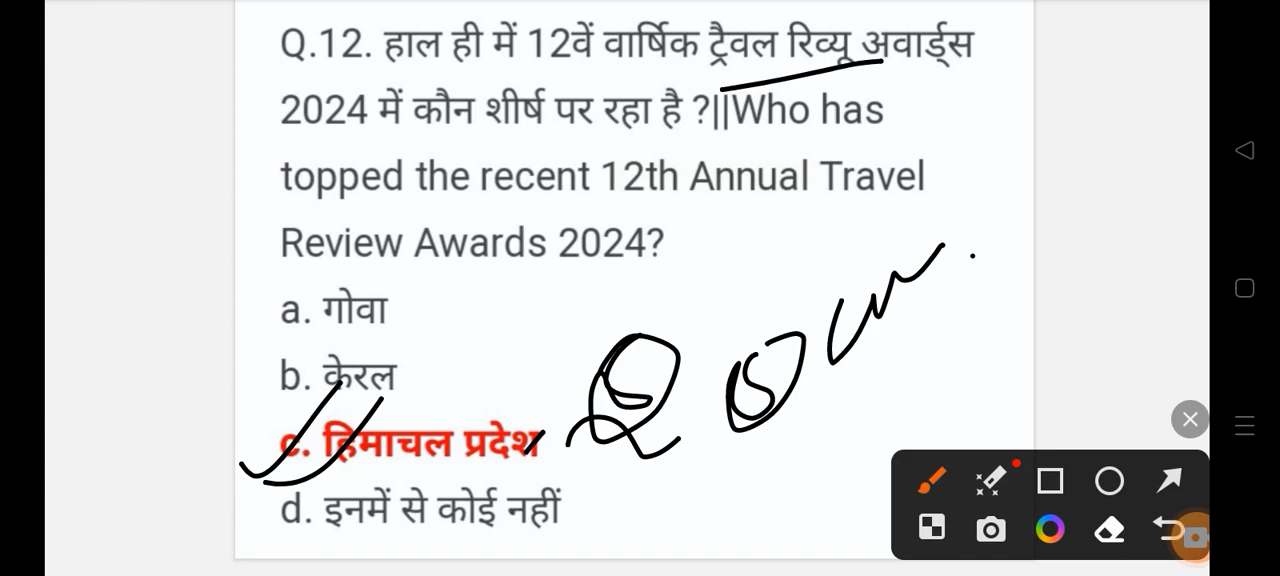 Q.12. हाल ही में 12वें वार्षिक ट्रैवल रिव्यू अवार्ड्स
2024 में कौन शीर्ष पर रहा है ?||Who has
topped the recent 12th Annual Travel
Review Awards 2024?
a. गोवा
b. केरल
c. हिमाचल प्रदेश
d. इनमें से कोई नहीं